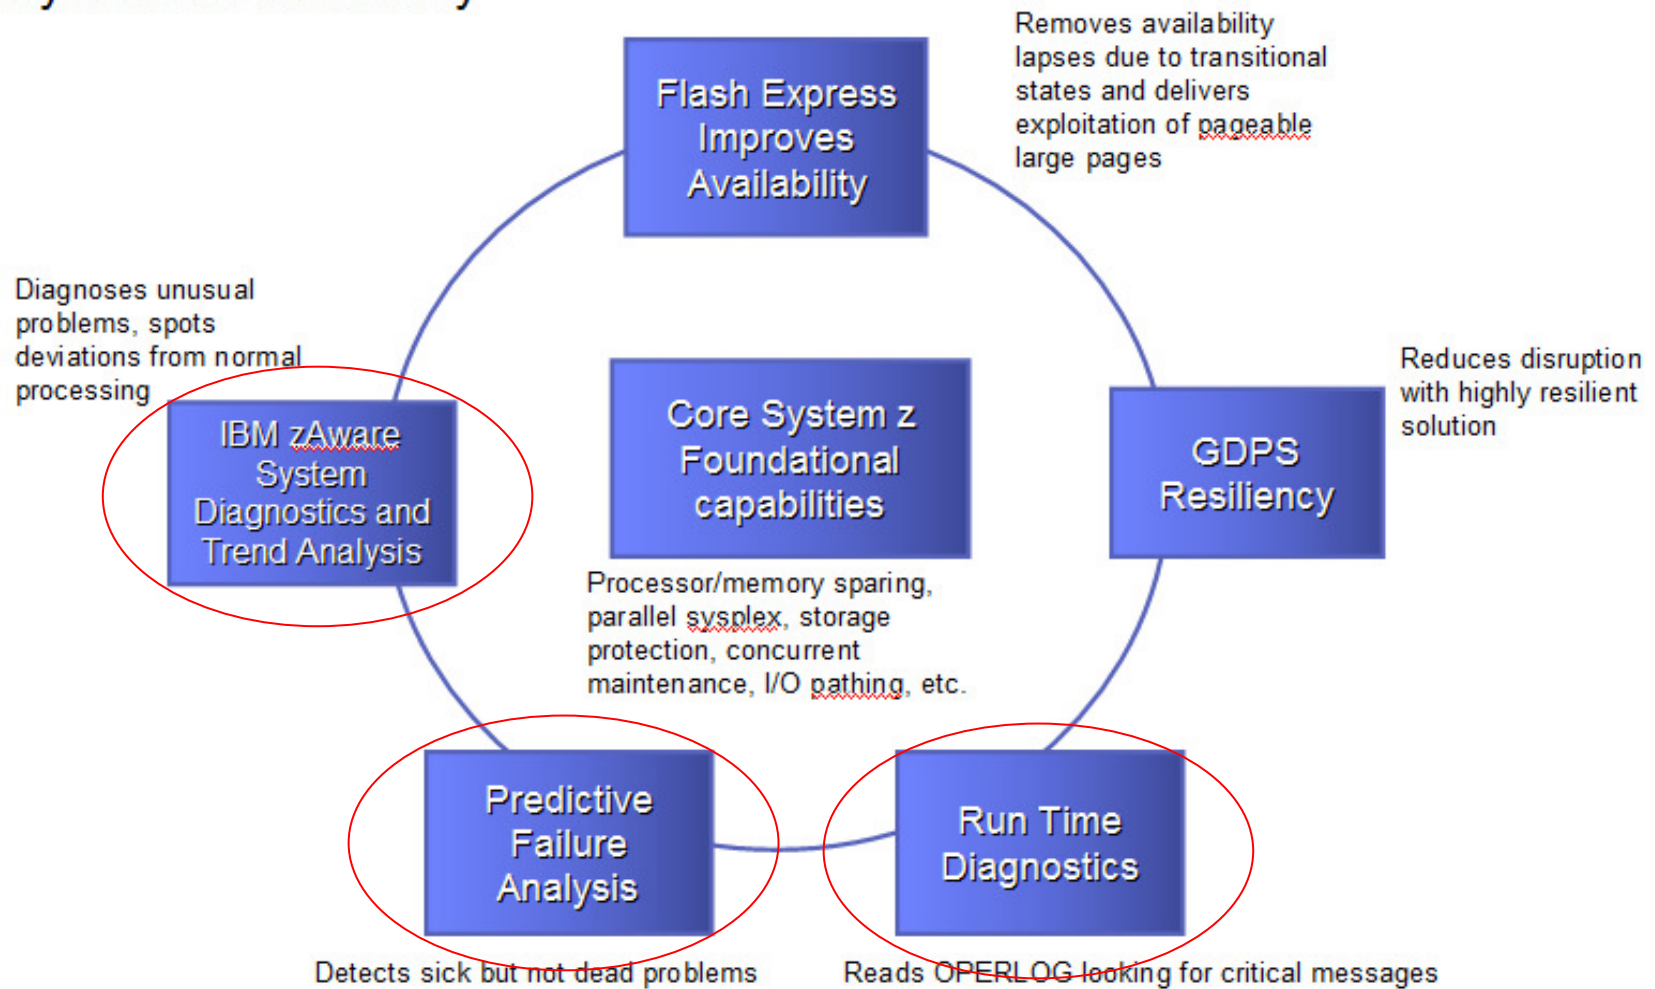 Removes availability
lapses due to transitional
states and delivers
exploitation of pageable
large pages
Flash Express
Improves
Availability
Diagnoses unusual
problems, spots
deviations from normal
processing
IBM zAware
System
Diagnostics and
Trend Analysis
Core System z
Foundational
capabilities
Processor/memory sparing,
parallel sysplex, storage
protection, concurrent
maintenance, I/O pathing, etc.
GDPS
Resiliency
Reduces disruption
with highly resilient
solution
Predictive
Failure
Analysis
Detects sick but not dead problems
Run Time
Diagnostics
Reads OPERLOG looking for critical messages